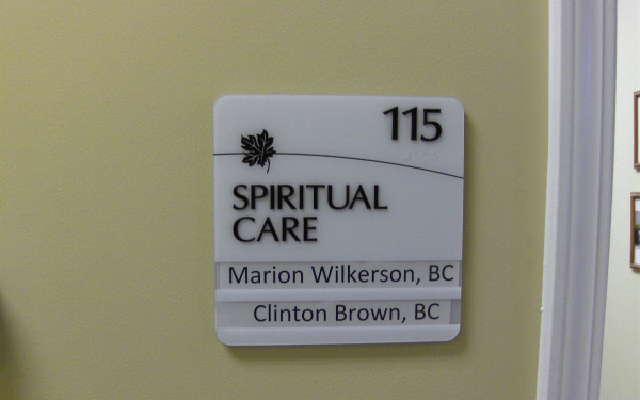 115
SPIRITUAL
CARE
Marion Wilkerson, BC
Clinton Brown, BC